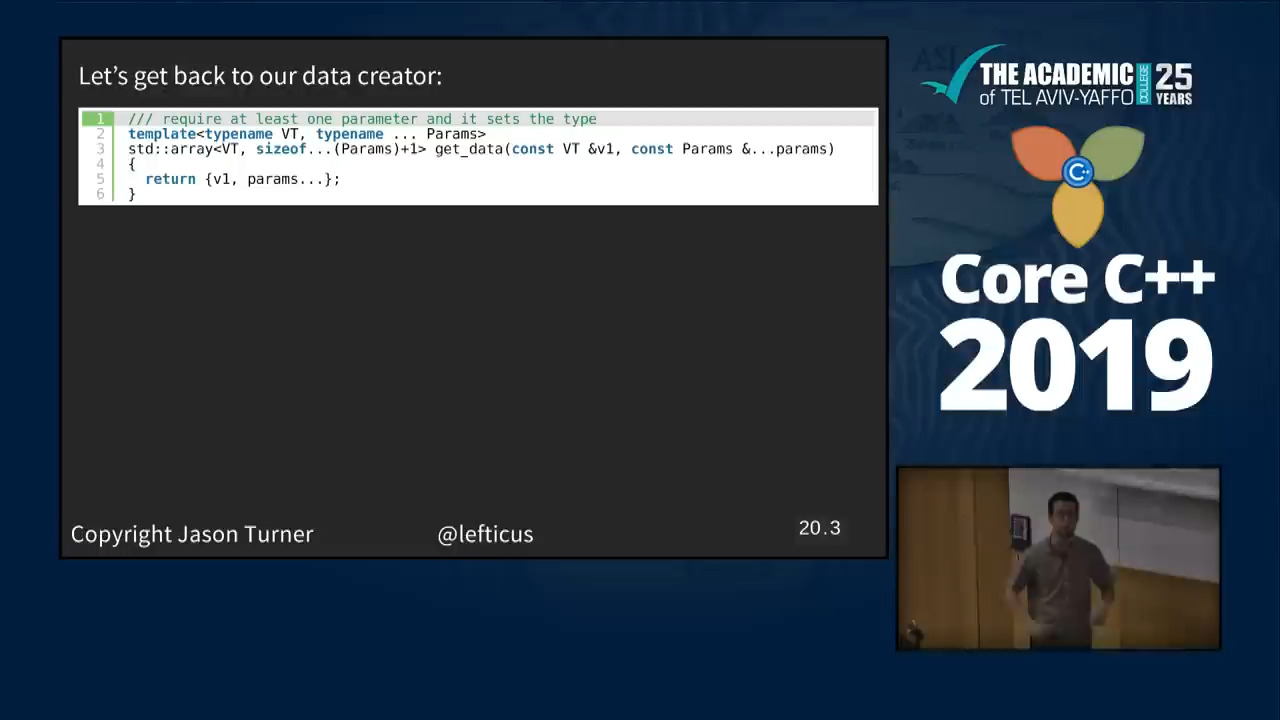 Let's get back to our data creator:
1 /// require at least one parameter and it sets the type
2 template<typename VT, typename ... Params>
3 std::array<VT, sizeof...(Params)+1> get_data(const VT &v1, const Params &...params)
4 {
5 return {v1, params...};
6 }
Copyright Jason Turner
@lefticus
20.3
THE ACADEMIC
of TEL AVIV-YAFFO
COLLEGE
25
YEARS
C++
Core C++
2019